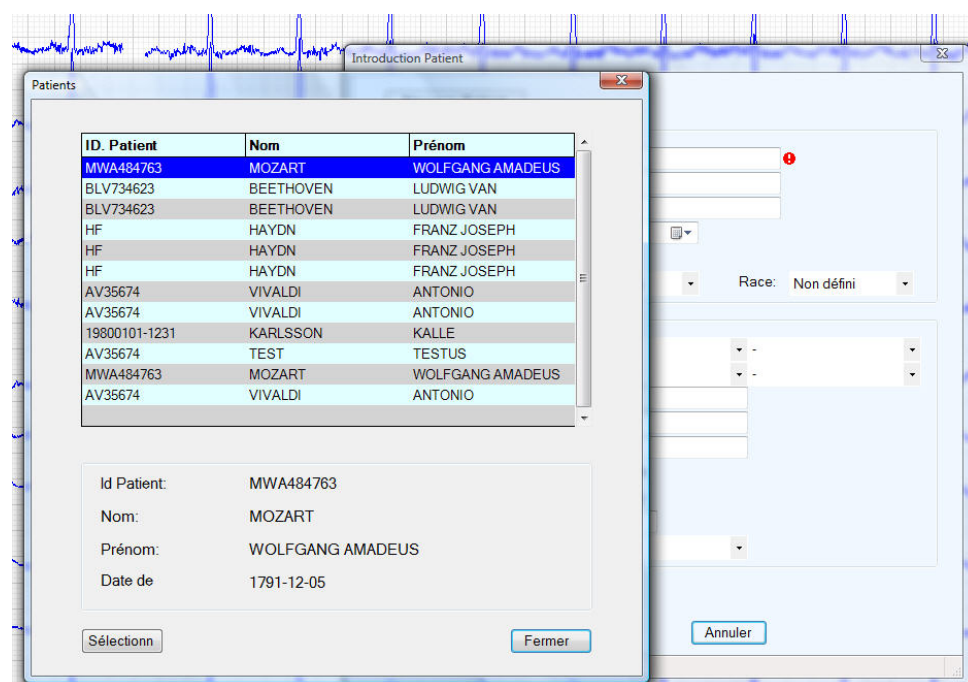 Introduction Patient
Patients
ID. Patient Nom Prénom
MWA484763 MOZART WOLFGANG AMADEUS
BLV734623 BEETHOVEN LUDWIG VAN
BLV734623 BEETHOVEN LUDWIG VAN
HF HAYDN FRANZ JOSEPH
HF HAYDN FRANZ JOSEPH
HF HAYDN FRANZ JOSEPH
AV35674 VIVALDI ANTONIO
AV35674 VIVALDI ANTONIO
19800101-1231 KARLSSON KALLE
AV35674 TEST TESTUS
MWA484763 MOZART WOLFGANG AMADEUS
AV35674 VIVALDI ANTONIO
Race: Non défini
-
-
Id Patient: MWA484763
Nom: MOZART
Prénom: WOLFGANG AMADEUS
Date de 1791-12-05
Sélectionn Fermer
Annuler